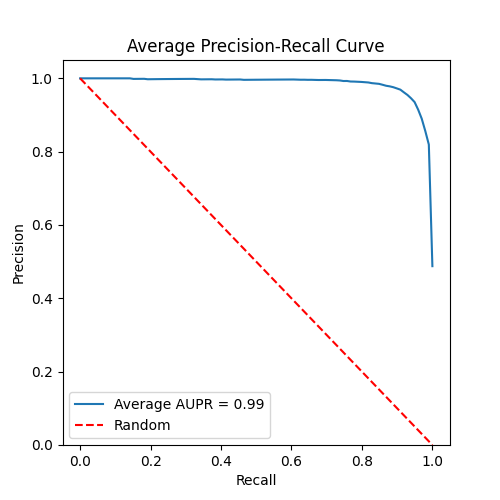 Average Precision-Recall Curve
Precision
1.0
0.8
0.6
0.4
0.2
0.0
Average AUPR = 0.99
Random
0.0 0.2 0.4 0.6 0.8 1.0
Recall